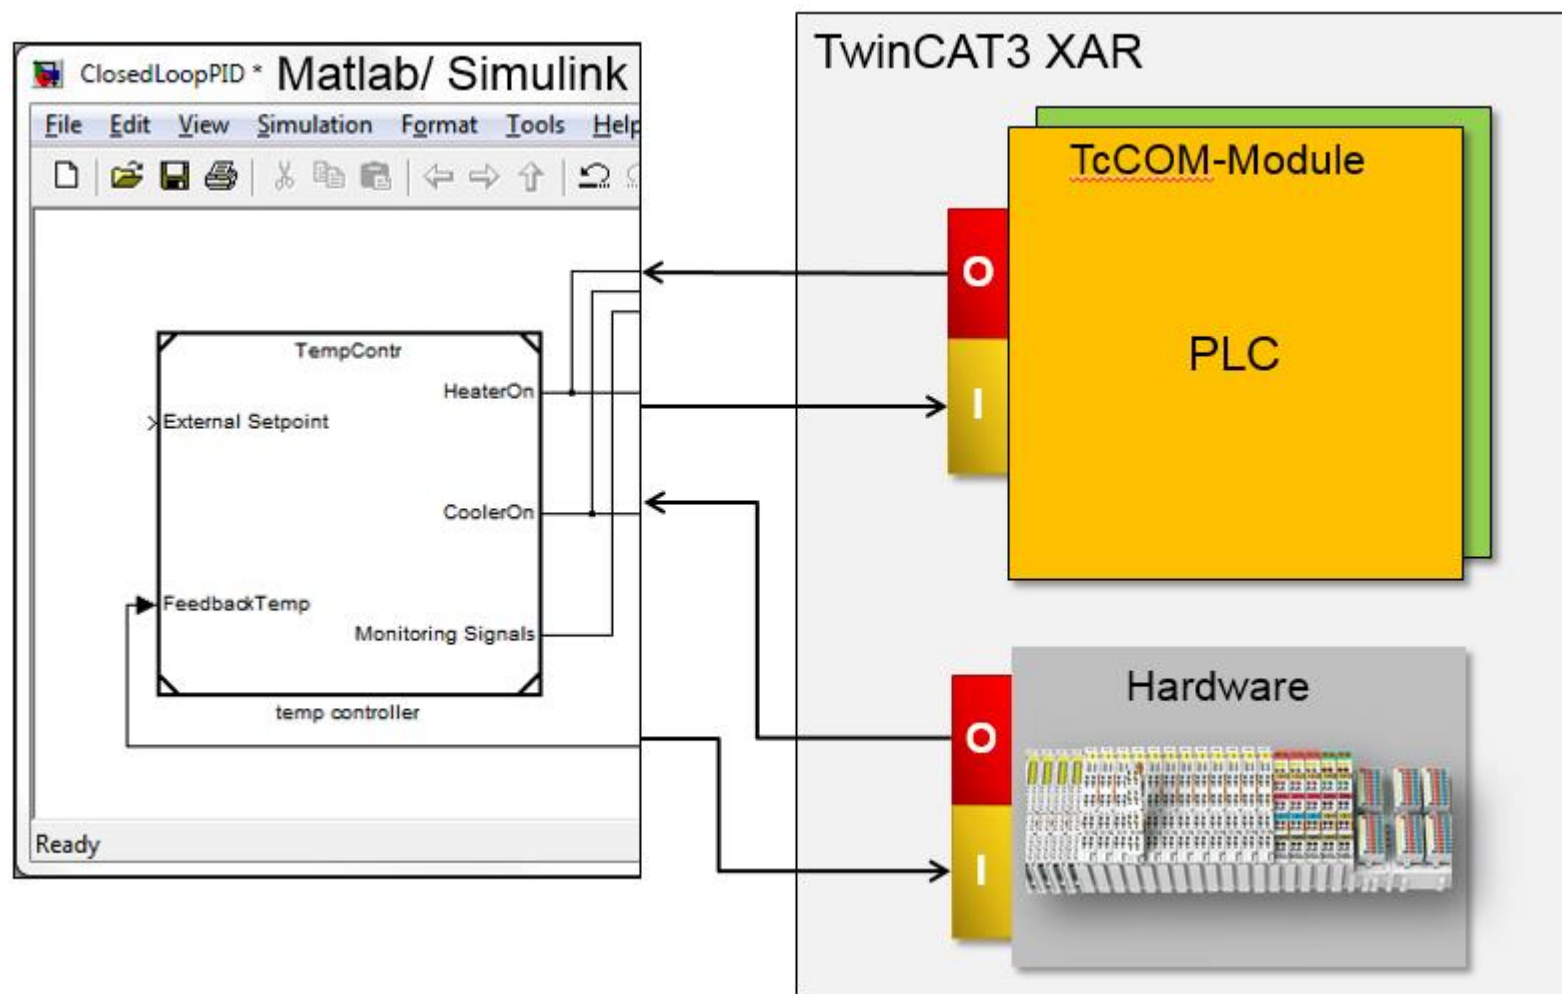 ClosedLoopPID * Matlab/ Simulink
File Edit View Simulation Format Tools Help
TempContr
HeaterOn
External Setpoint
CoolerOn
FeedbackTemp
Monitoring Signals
temp controller
Ready
TwinCAT3 XAR
TcCOM-Module
O
PLC
I
Hardware
O
I